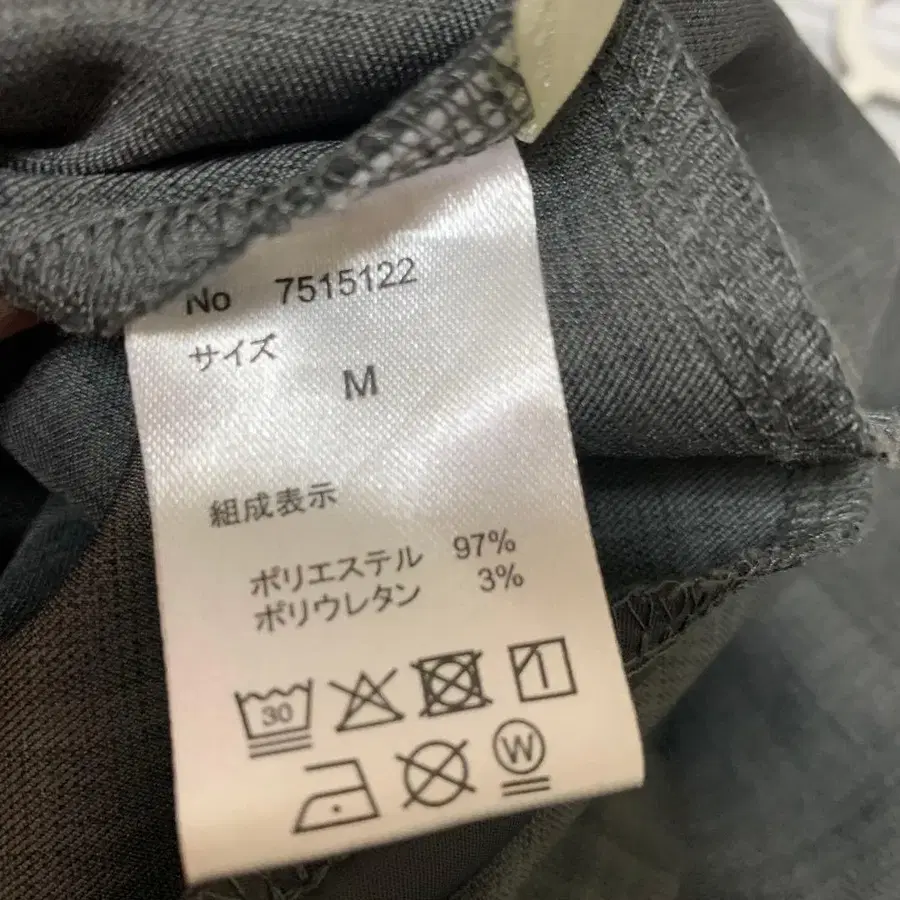 No 7515122
サイズ
M
組成表示
ポリエステル 97%
ポリウレタン 3%
30
W